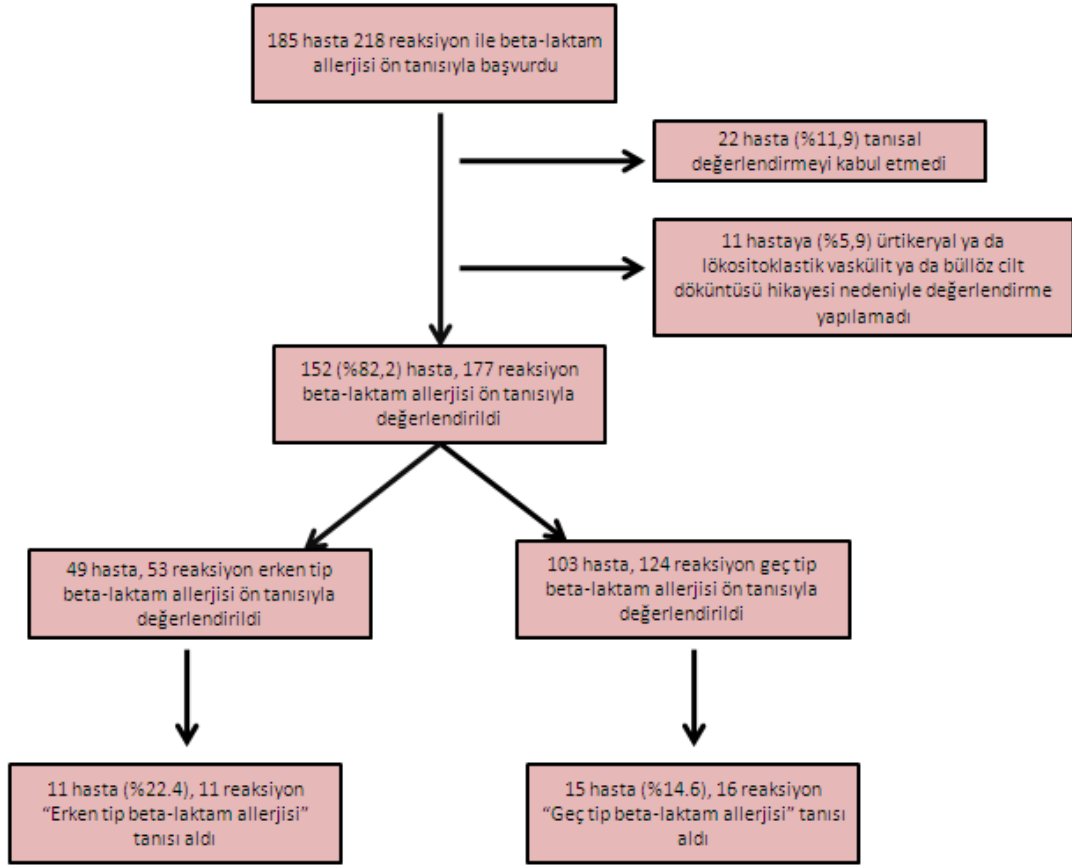 185 hasta 218 reaksiyon ile beta-laktam
allerjisi ön tanısıyla başvurdu
22 hasta (%11,9) tanısal
değerlendirmeyi kabul etmedi
11 hastaya (%5,9) ürtikeryal ya da
lökositoklastik vaskülit ya da büllöz cilt
döküntüsü hikayesi nedeniyle değerlendirme
yapılamadı
152 (%82,2) hasta, 177 reaksiyon
beta-laktam allerjisi ön tanısıyla
değerlendirildi
49 hasta, 53 reaksiyon erken tip
beta-laktam allerjisi ön tanısıyla
değerlendirildi
103 hasta, 124 reaksiyon geç tip
beta-laktam allerjisi ön tanısıyla
değerlendirildi
11 hasta (%22.4), 11 reaksiyon
“Erken tip beta-laktam allerjisi”
tanısı aldı
15 hasta (%14.6), 16 reaksiyon
“Geç tip beta-laktam allerjisi” tanısı
aldı